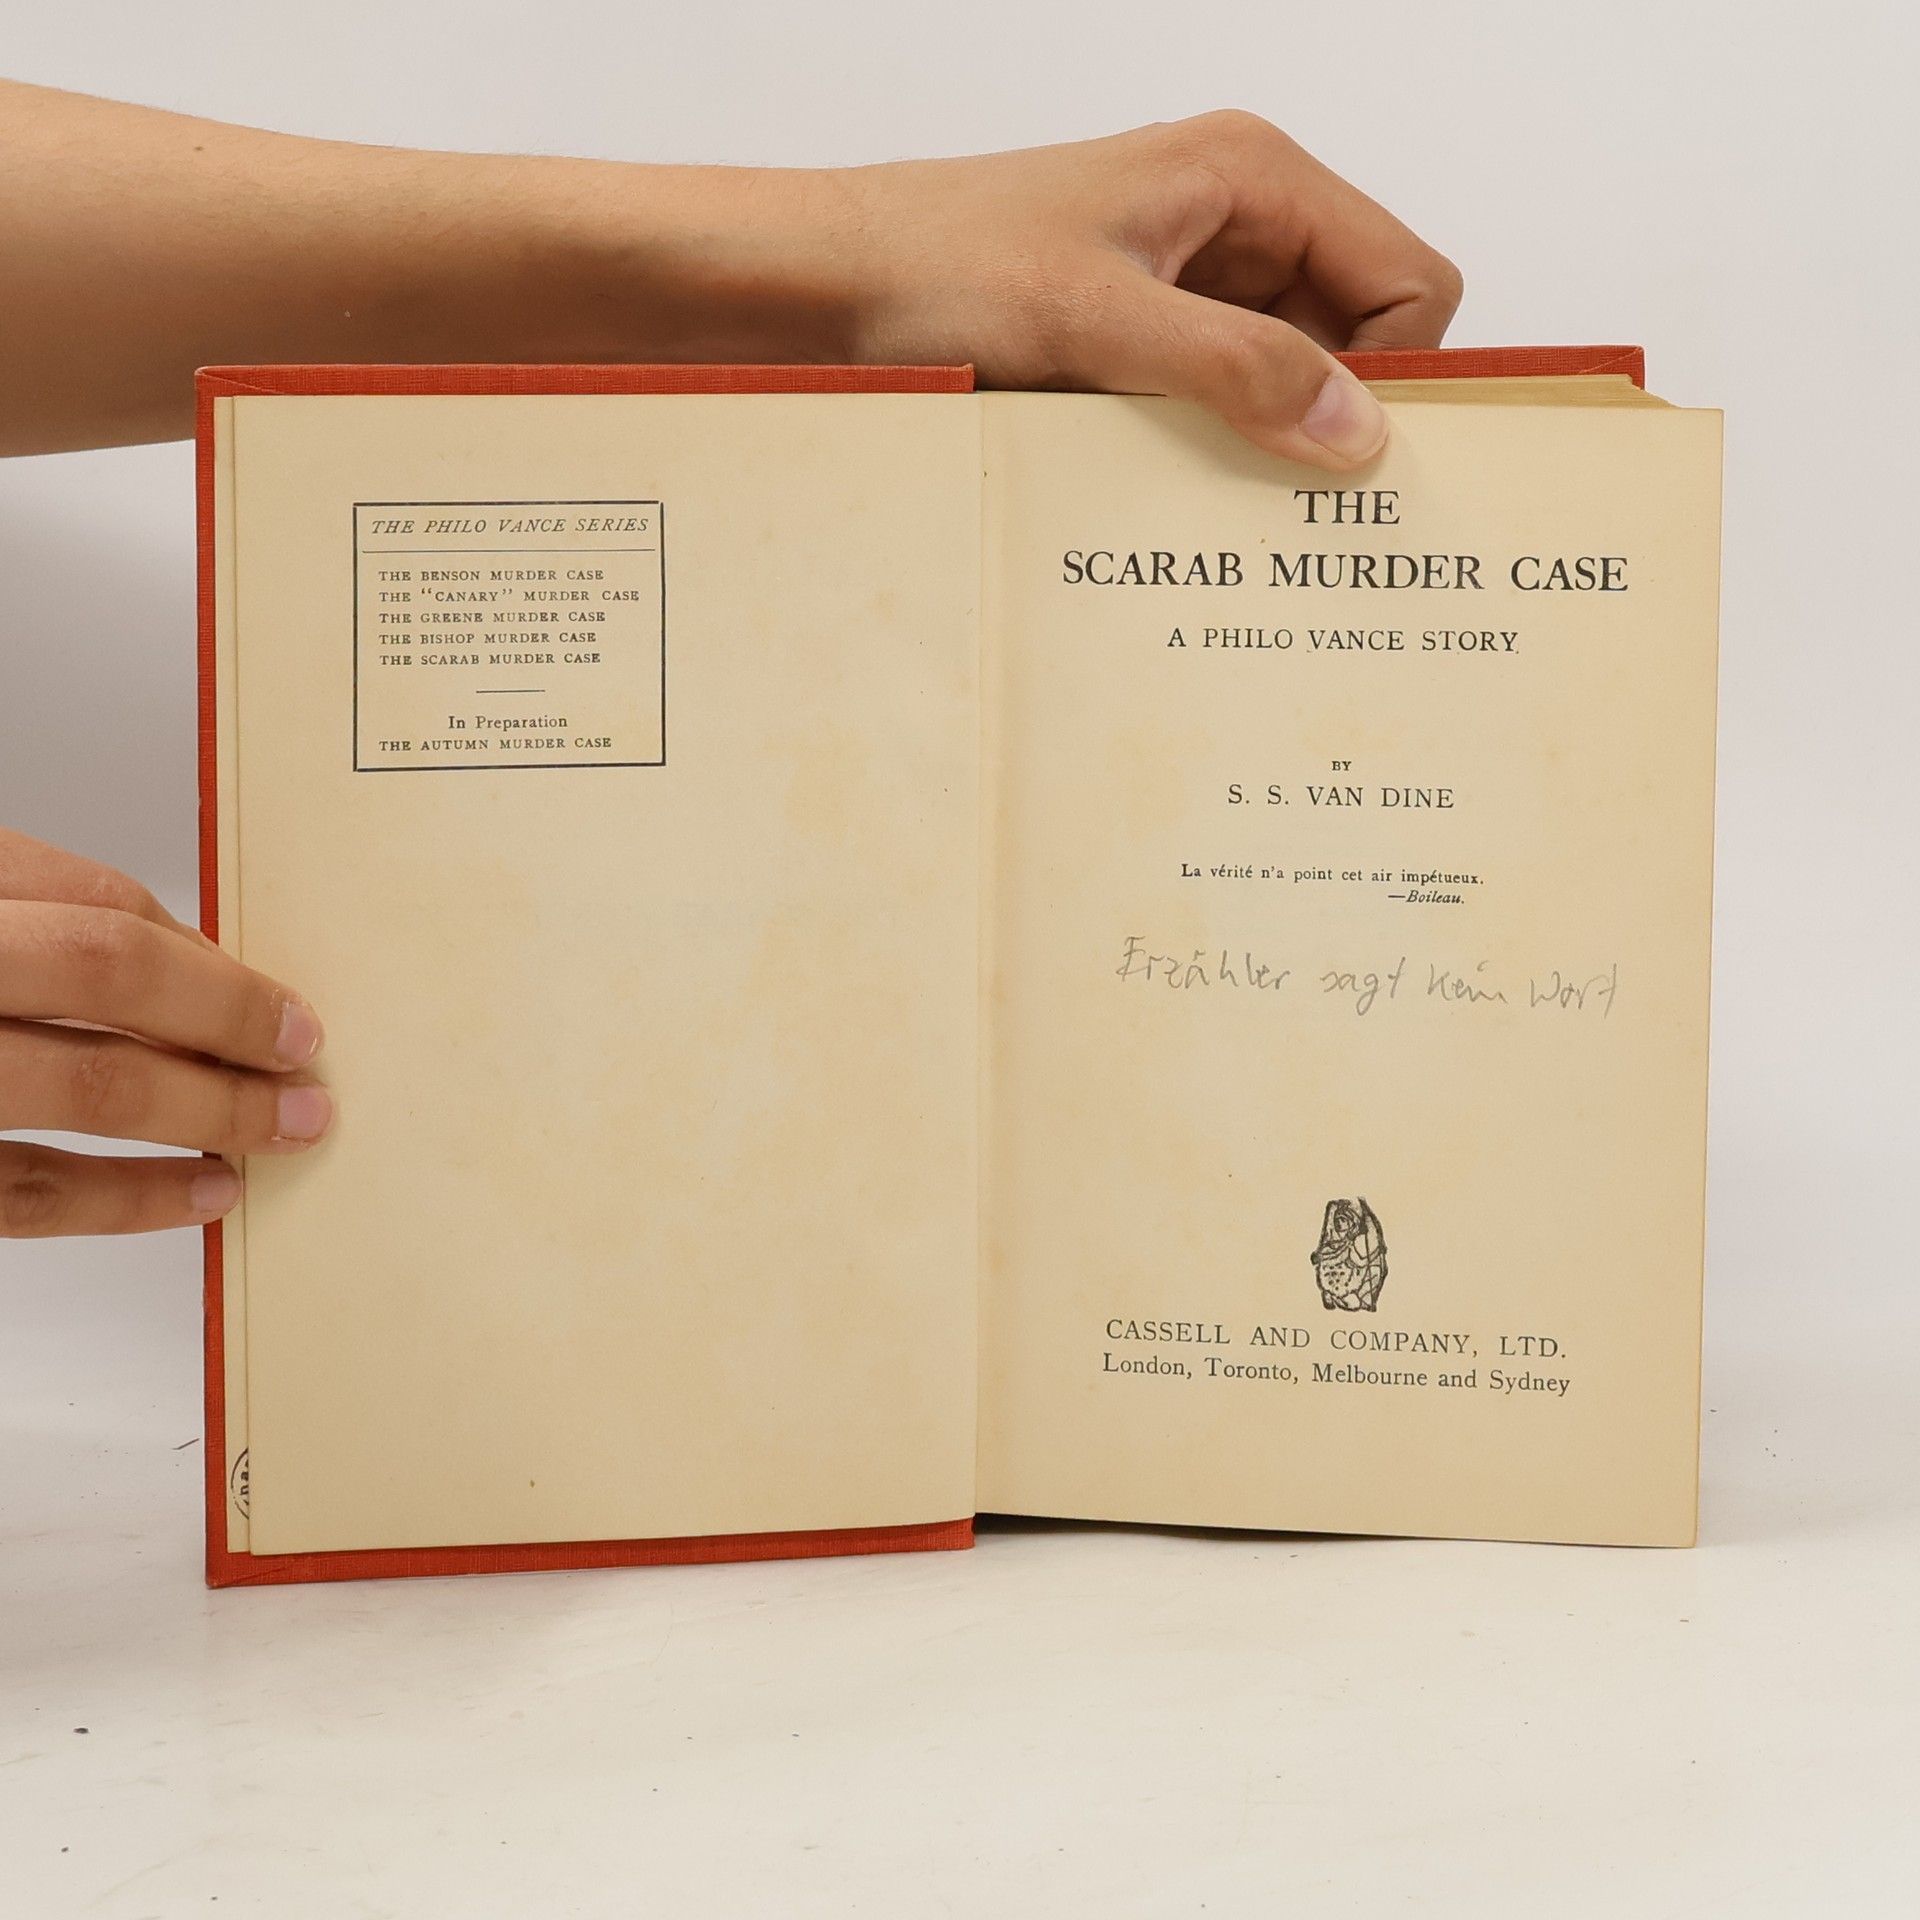 THE PHILO VANCE SERIES
THE BENSON MURDER CASE
THE "CANARY" MURDER CASE
THE GREENE MURDER CASE
THE BISHOP MURDER CASE
THE SCARAB MURDER CASE
In Preparation
THE AUTUMN MURDER CASE
THE
SCARAB MURDER CASE
A PHILO VANCE STORY
BY
S. S. VAN DINE
La vérité n'a point cet air impétueux.
—Boileau.
Erzähler sagt kein Wort
CASSELL AND COMPANY, LTD.
London, Toronto, Melbourne and Sydney